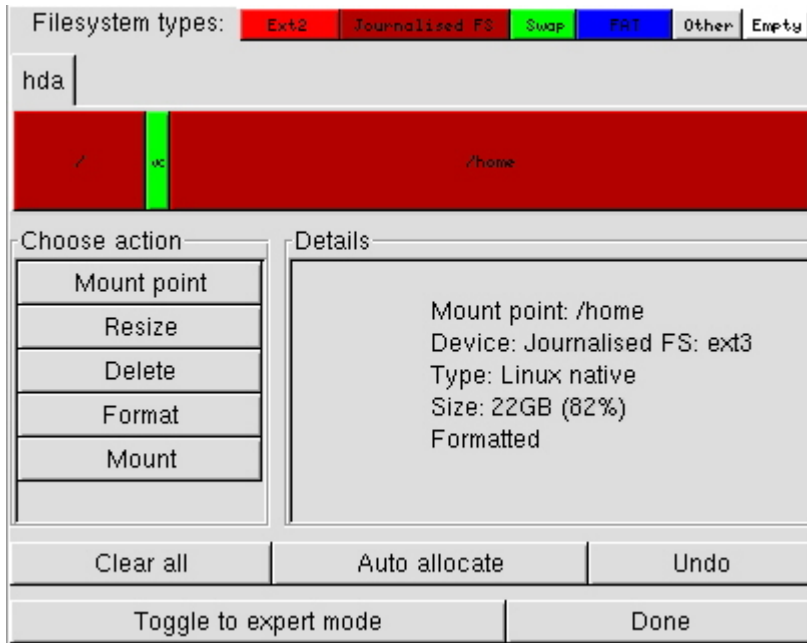 Filesystem types: Ext2 Journalised FS Swap FAT Other Empty
hda
/ /home
Choose action
Details
Mount point
Resize
Delete
Format
Mount
Mount point: /home
Device: Journalised FS: ext3
Type: Linux native
Size: 22GB (82%)
Formatted
Clear all Auto allocate Undo
Toggle to expert mode Done